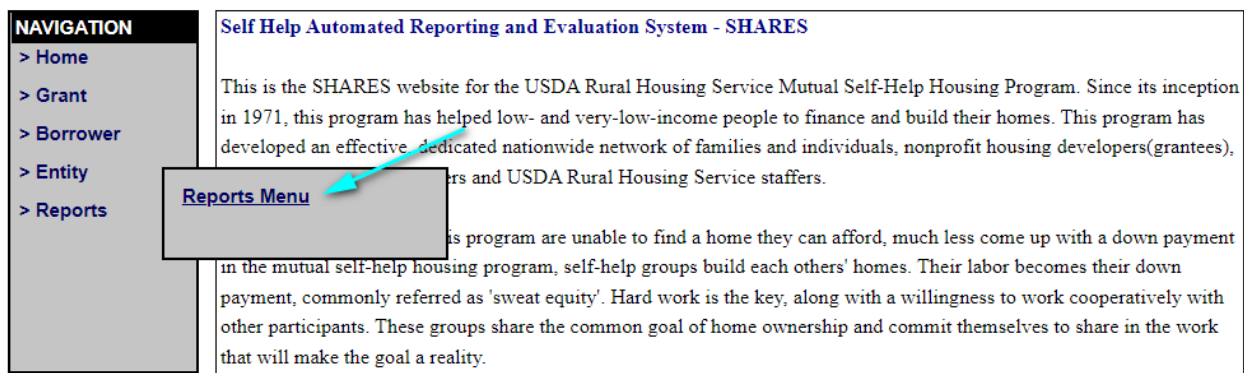 NAVIGATION
> Home
> Grant
> Borrower
> Entity
> Reports
Reports Menu
Self Help Automated Reporting and Evaluation System - SHARES
This is the SHARES website for the USDA Rural Housing Service Mutual Self-Help Housing Program. Since its inception
in 1971, this program has helped low- and very-low-income people to finance and build their homes. This program has
developed an effective, dedicated nationwide network of families and individuals, nonprofit housing developers(grantees),
ers and USDA Rural Housing Service staffers.
is program are unable to find a home they can afford, much less come up with a down payment
in the mutual self-help housing program, self-help groups build each others' homes. Their labor becomes their down
payment, commonly referred as 'sweat equity'. Hard work is the key, along with a willingness to work cooperatively with
other participants. These groups share the common goal of home ownership and commit themselves to share in the work
that will make the goal a reality.